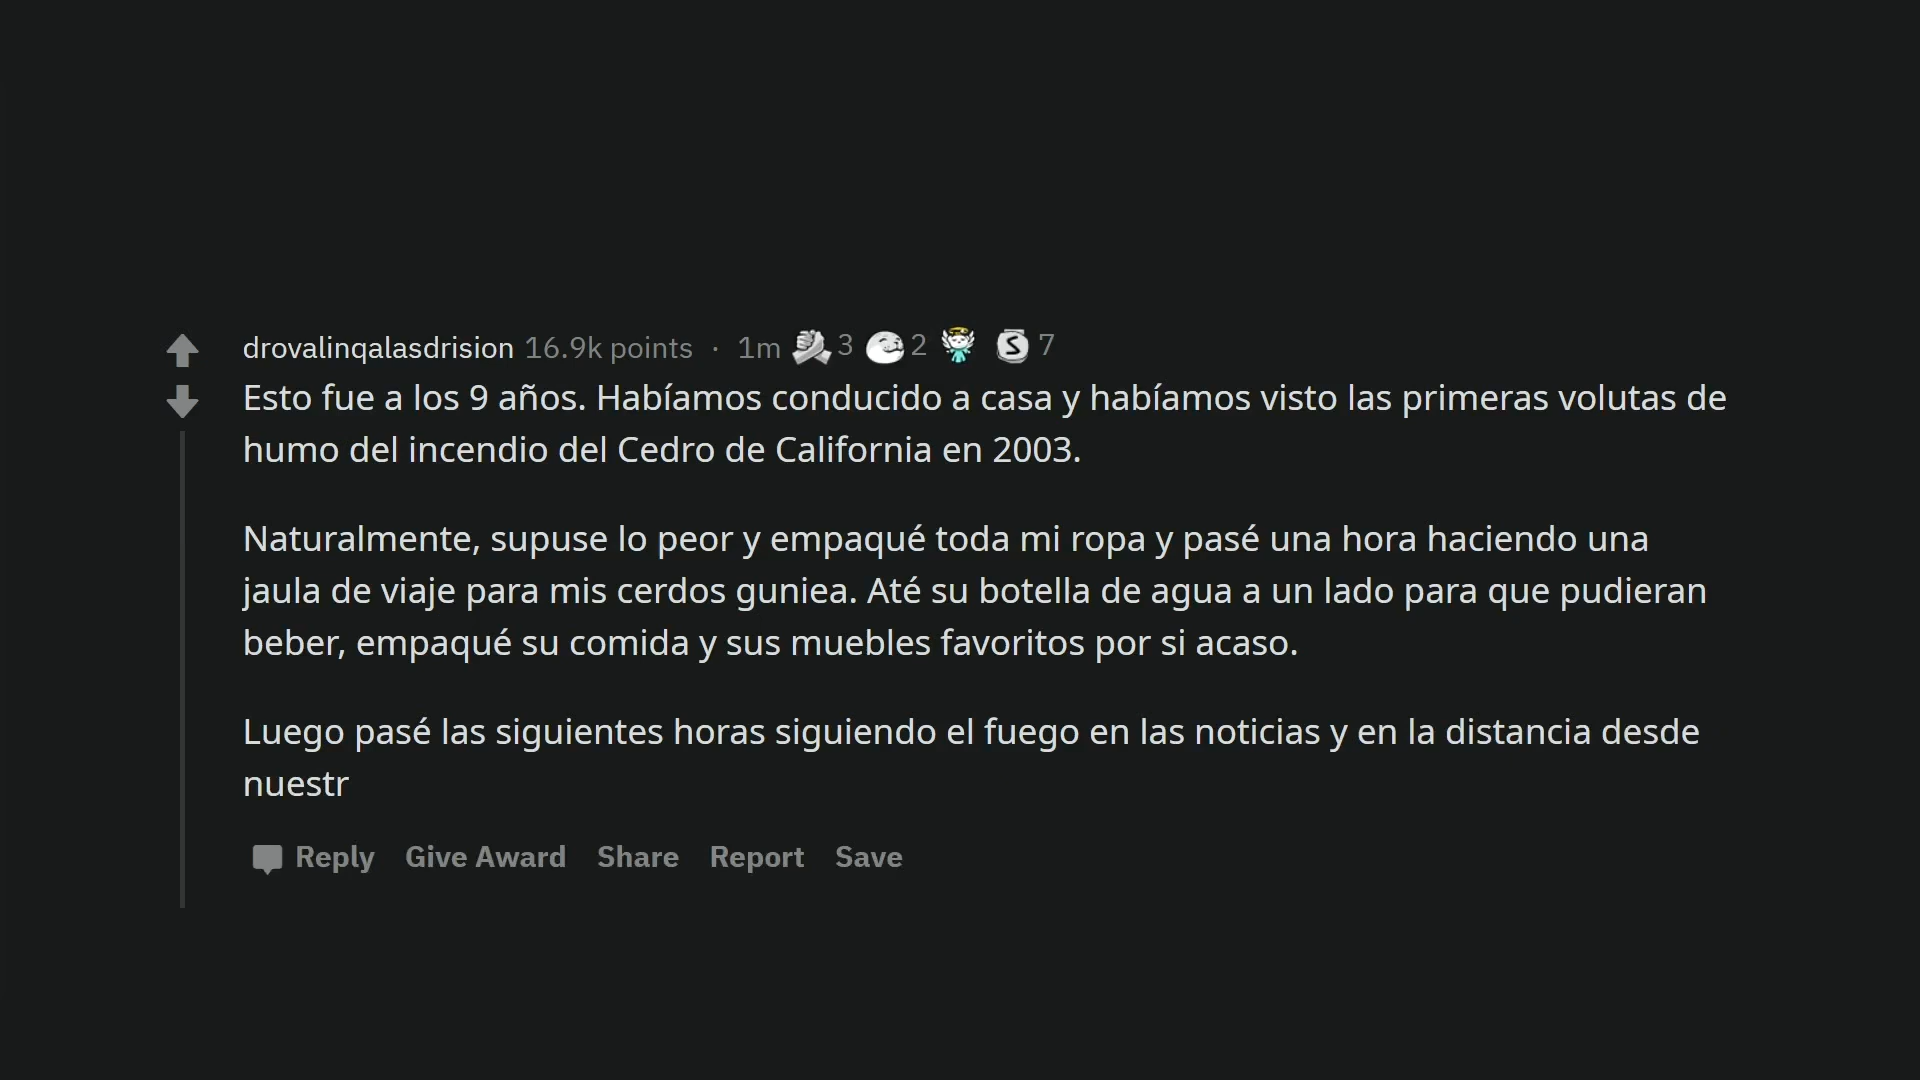 drovalinqalasdrision 16.9k points · 1m 3 2 7
Esto fue a los 9 años. Habíamos conducido a casa y habíamos visto las primeras volutas de
humo del incendio del Cedro de California en 2003.
Naturalmente, supuse lo peor y empaqué toda mi ropa y pasé una hora haciendo una
jaula de viaje para mis cerdos guniea. Até su botella de agua a un lado para que pudieran
beber, empaqué su comida y sus muebles favoritos por si acaso.
Luego pasé las siguientes horas siguiendo el fuego en las noticias y en la distancia desde
nuestr
Reply Give Award Share Report Save